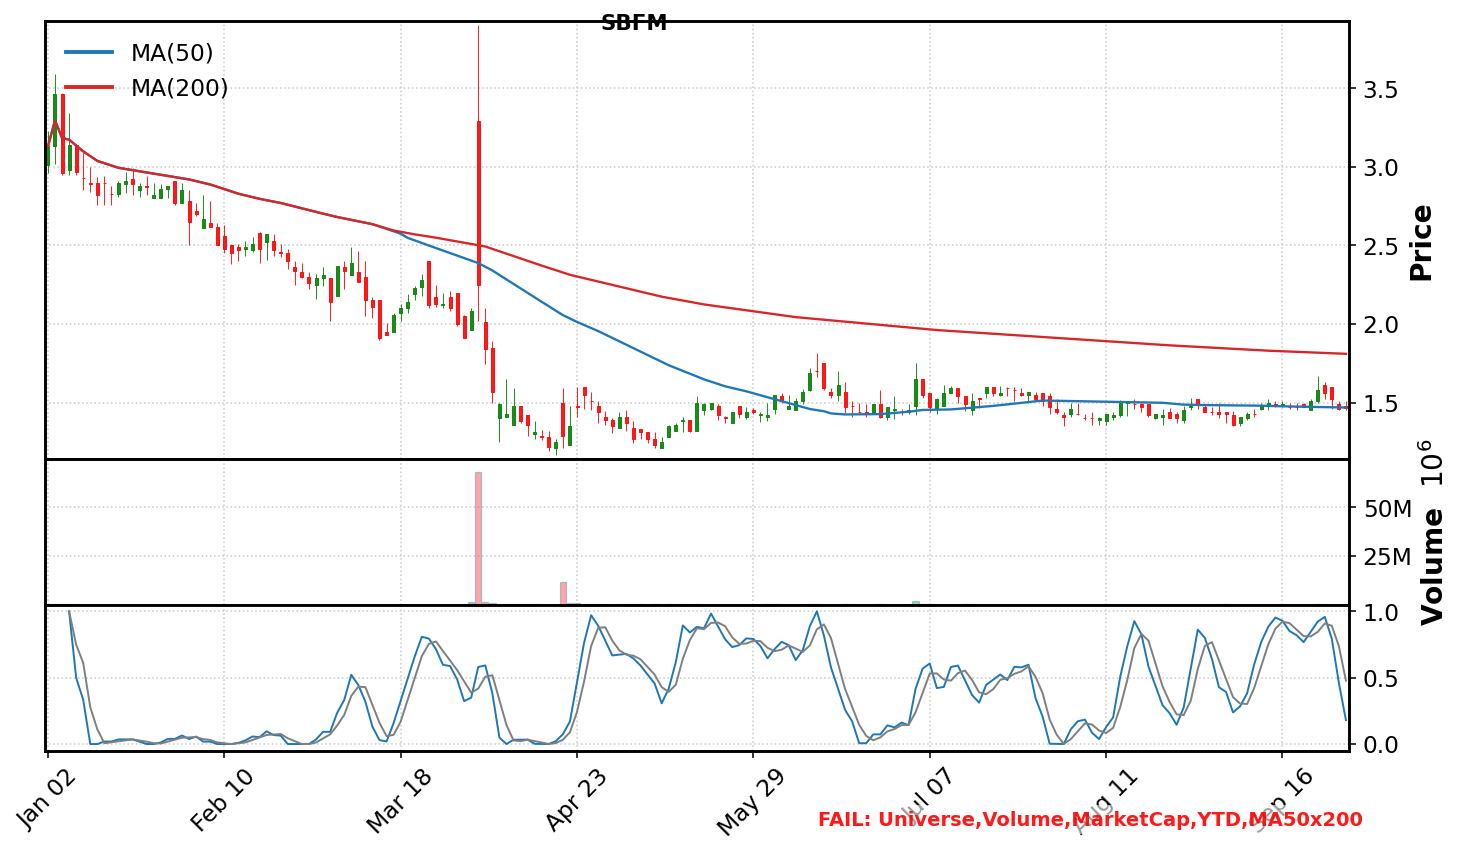 SBFM
MA(50)
MA(200)
3.5
3.0
2.5
2.0
1.5
Price
50M
25M
Volume 10^6
1.0
0.5
0.0
Jan 02
Feb 10
Mar 18
Apr 23
May 29
Jul 07
Aug 11
Sep 16
FAIL: Universe,Volume,MarketCap,YTD,MA50x200